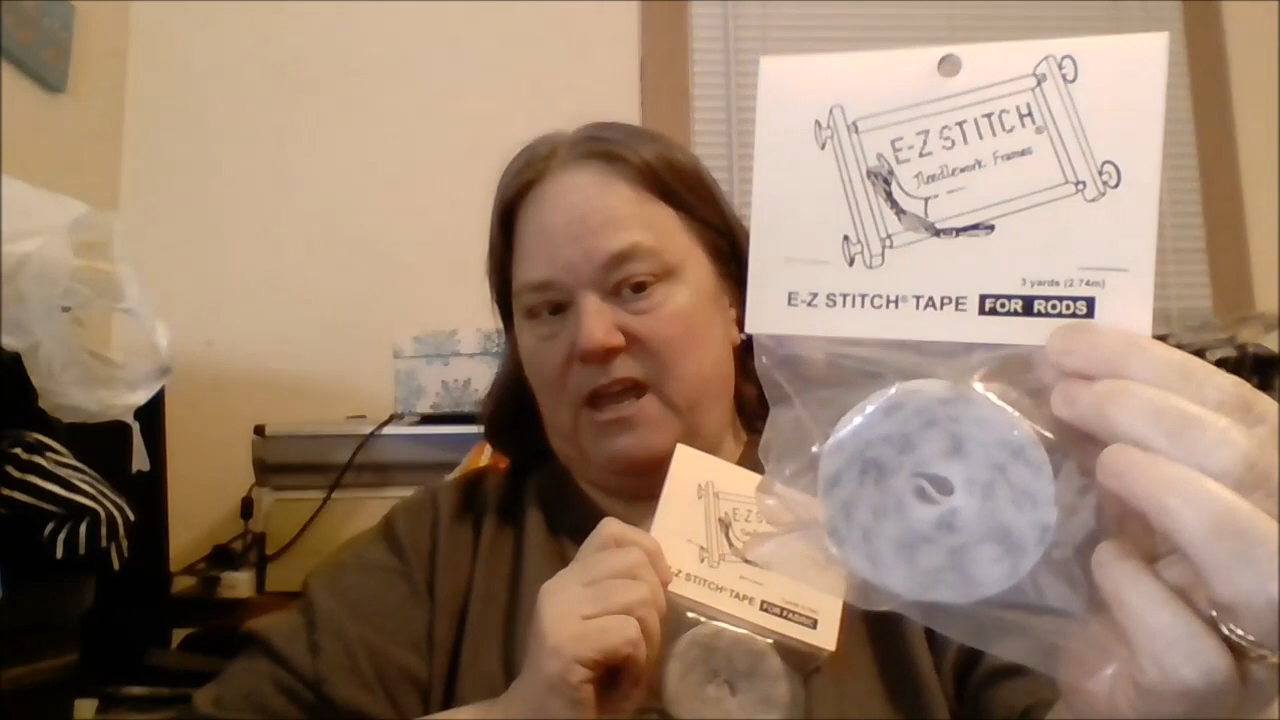 E-Z STITCH®
Needlework Frames
3 yards (2.74m)
E-Z STITCH® TAPE FOR RODS
E-Z S
-Z STITCH® TAPE FOR FABRIC